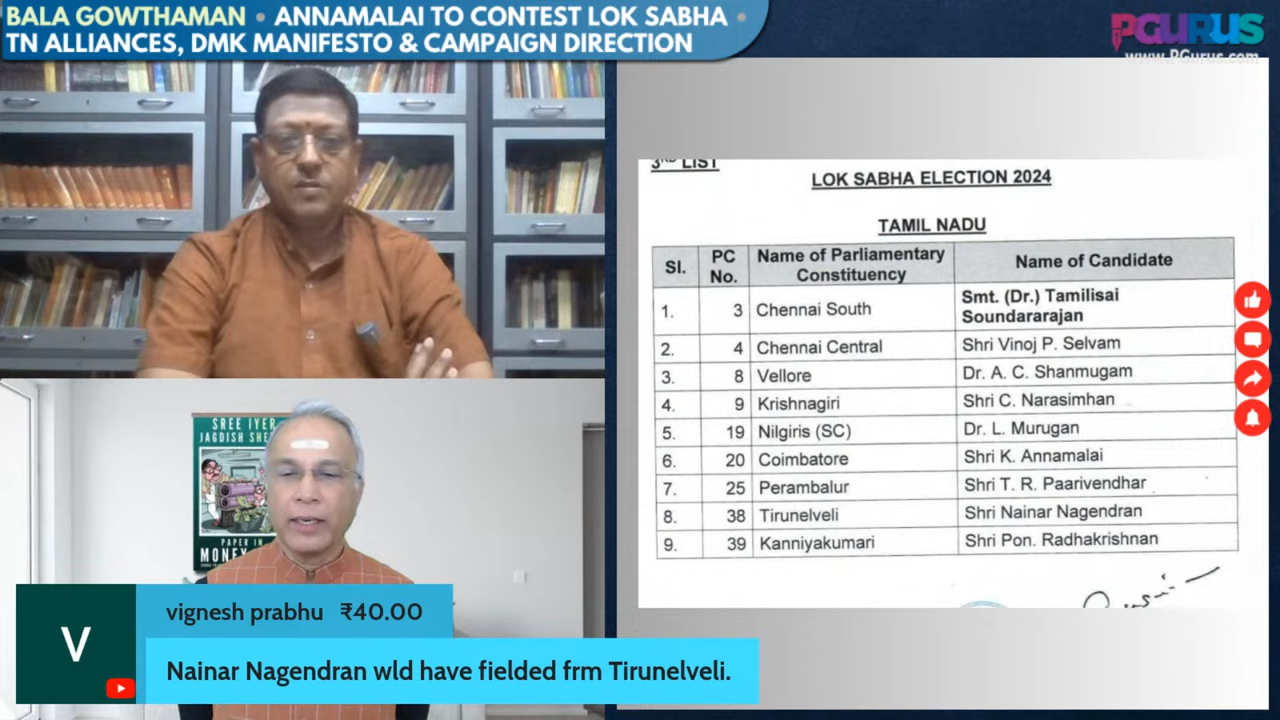 BALA GOWTHAMAN • ANNAMALAI TO CONTEST LOK SABHA •
TN ALLIANCES, DMK MANIFESTO & CAMPAIGN DIRECTION
PGURUS
www.PGurus.com
3RD LIST
LOK SABHA ELECTION 2024
TAMIL NADU
Sl. PC No. Name of Parliamentary Constituency Name of Candidate
1. 3 Chennai South Smt. (Dr.) Tamilisai Soundararajan
2. 4 Chennai Central Shri Vinoj P. Selvam
3. 8 Vellore Dr. A. C. Shanmugam
4. 9 Krishnagiri Shri C. Narasimhan
5. 19 Nilgiris (SC) Dr. L. Murugan
6. 20 Coimbatore Shri K. Annamalai
7. 25 Perambalur Shri T. R. Paarivendhar
8. 38 Tirunelveli Shri Nainar Nagendran
9. 39 Kanniyakumari Shri Pon. Radhakrishnan
SREE IYER
JAGDISH
PAPER IN
MONEY
V
vignesh prabhu ₹40.00
Nainar Nagendran wld have fielded frm Tirunelveli.